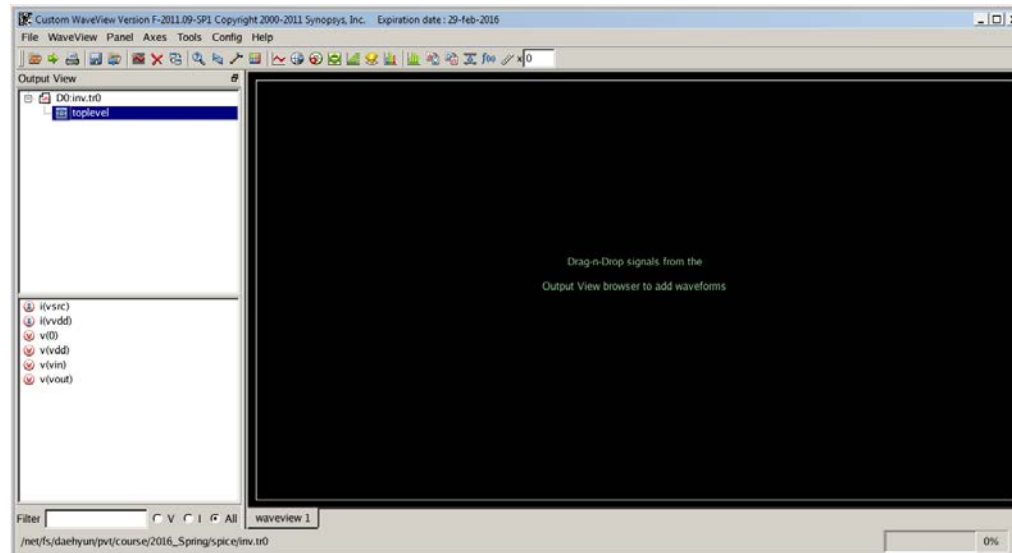 Custom WaveView Version F-2011.09-SP1 Copyright 2000-2011 Synopsys, Inc. Expiration date : 29-feb-2016
File WaveView Panel Axes Tools Config Help
f(x) x 0
Output View
D0:inv.tr0
toplevel
Drag-n-Drop signals from the
Output View browser to add waveforms
i(vsrc)
i(vvdd)
v(0)
v(vdd)
v(vin)
v(vout)
Filter V I All waveview 1
/net/fs/daehyun/pvt/course/2016_Spring/spice/inv.tr0 0%